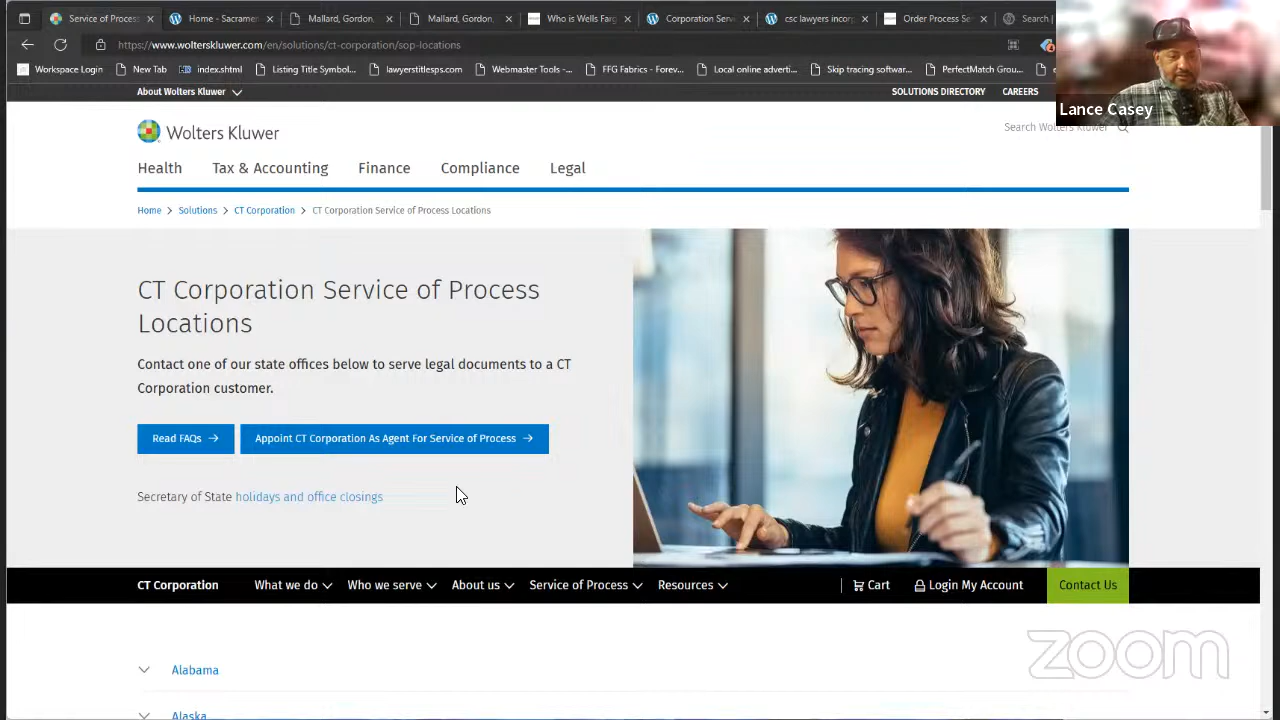 Service of Process
Home - Sacramen
Mallard, Gordon,
Mallard, Gordon,
Who is Wells Farg
Corporation Serv
csc lawyers incorp
Order Process Se
Search |
https://www.wolterskluwer.com/en/solutions/ct-corporation/sop-locations
Workspace Login
New Tab
index.shtml
Listing Title Symbol...
lawyerstitleps.com
Webmaster Tools -...
FFG Fabrics - Forev...
Local online adverti...
Skip tracing softwar...
PerfectMatch Grou...
Lance Casey
About Wolters Kluwer
SOLUTIONS DIRECTORY
CAREERS
Wolters Kluwer
Search Wolters Kluwer
Health
Tax & Accounting
Finance
Compliance
Legal
Home > Solutions > CT Corporation > CT Corporation Service of Process Locations
CT Corporation Service of Process
Locations
Contact one of our state offices below to serve legal documents to a CT
Corporation customer.
Read FAQs →
Appoint CT Corporation As Agent For Service of Process →
Secretary of State holidays and office closings
CT Corporation
What we do
Who we serve
About us
Service of Process
Resources
Cart
Login My Account
Contact Us
Alabama
Alaska
zoom